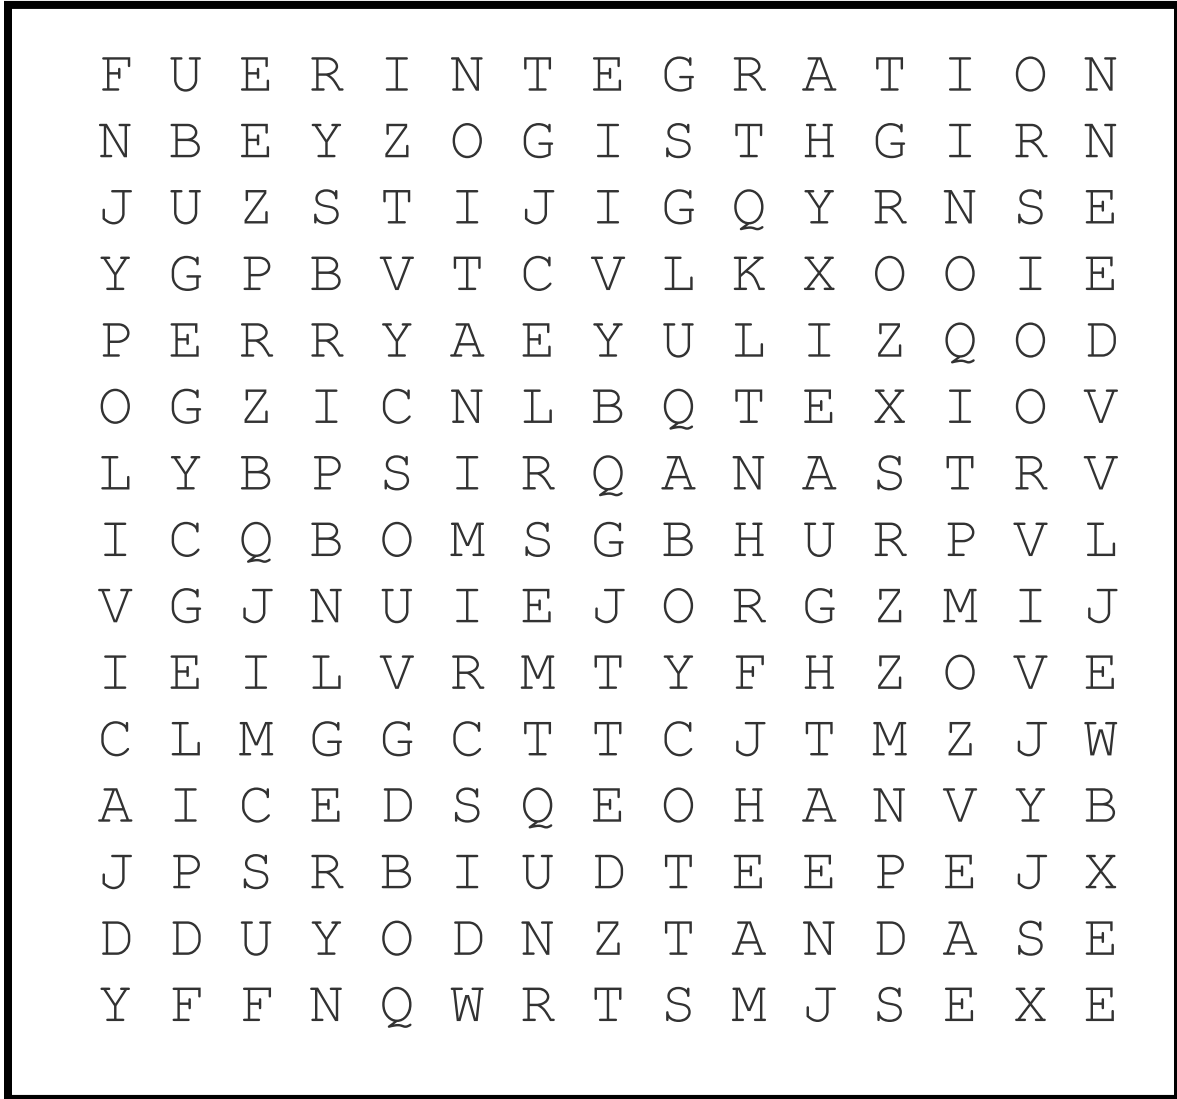 F U E R I N T E G R A T I O N
N B E Y Z O G I S T H G I R N
J U Z S T I J I G Q Y R N S E
Y G P B V T C V L K X O O I E
P E R R Y A E Y U L I Z Q O D
O G Z I C N L B Q T E X I O V
L Y B P S I R Q A N A S T R V
I C Q B O M S G B H U R P V L
V G J N U I E J O R G Z M I J
I E I L V R M T Y F H Z O V E
C L M G G C T T C J T M Z J W
A I C E D S Q E O H A N V Y B
J P S R B I U D T E E P E J X
D D U Y O D N Z T A N D A S E
Y F F N Q W R T S M J S E X E